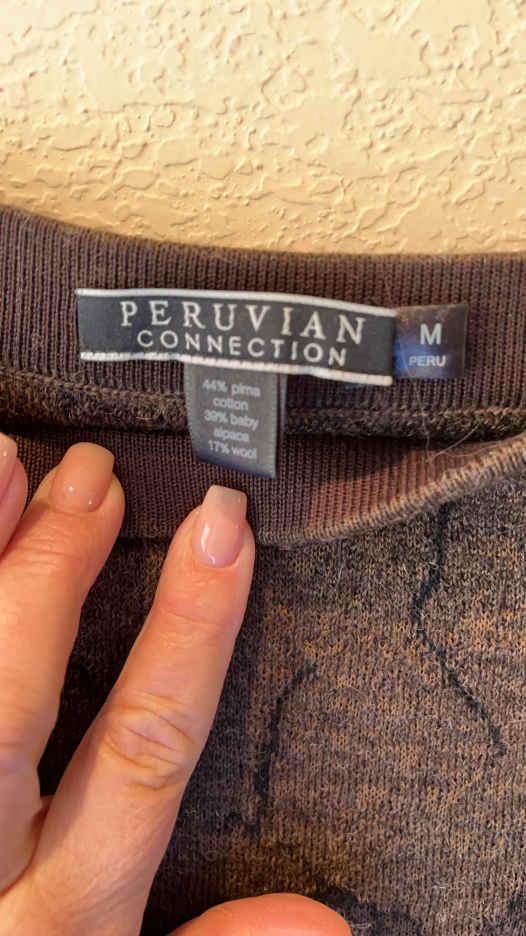 PERUVIAN
CONNECTION
M
PERU
44% pima
cotton
39% baby
alpaca
17% wool